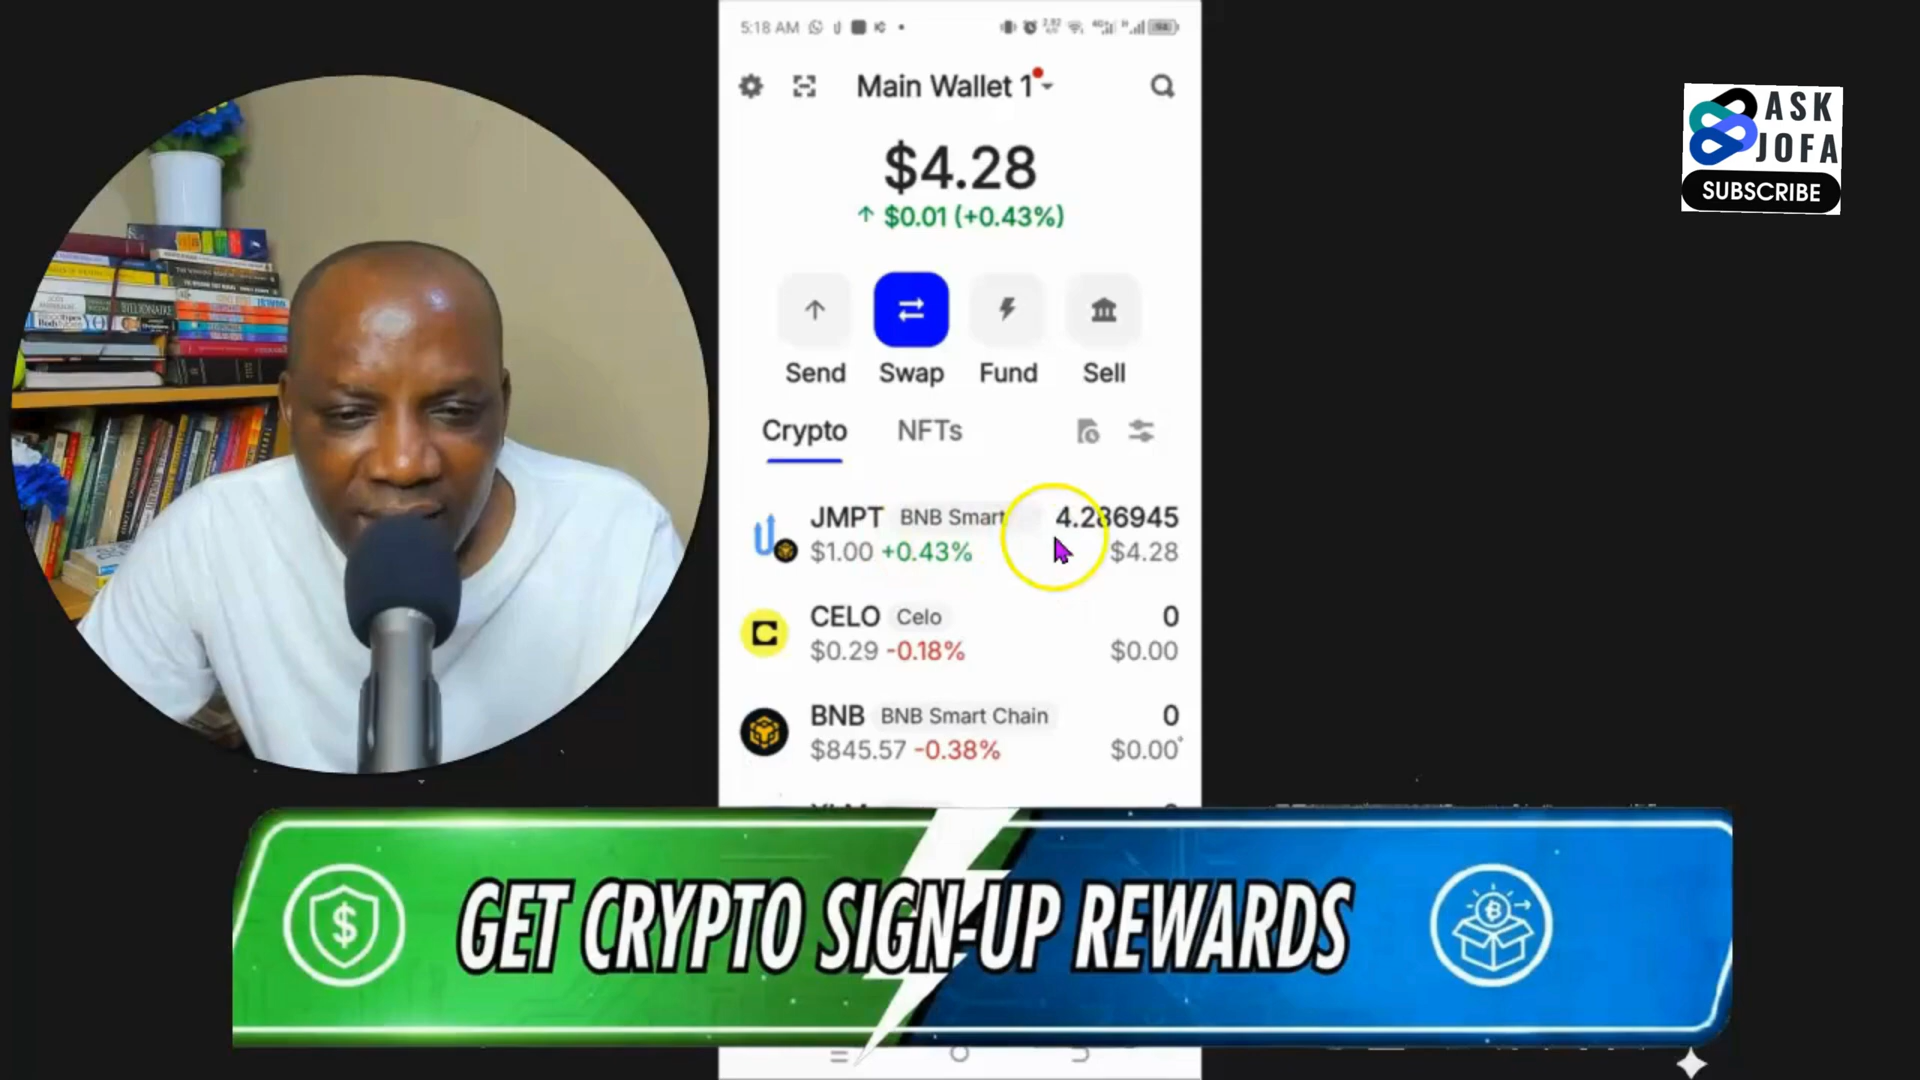 5:18 AM
Main Wallet 1
$4.28
↑ $0.01 (+0.43%)
Send
Swap
Fund
Sell
Crypto
NFTs
JMPT BNB Smart 4.286945
$1.00 +0.43% $4.28
CELO Celo 0
$0.29 -0.18% $0.00
BNB BNB Smart Chain 0
$845.57 -0.38% $0.00
ASK
JOFA
SUBSCRIBE
BILLIONAIRE
GET CRYPTO SIGN-UP REWARDS